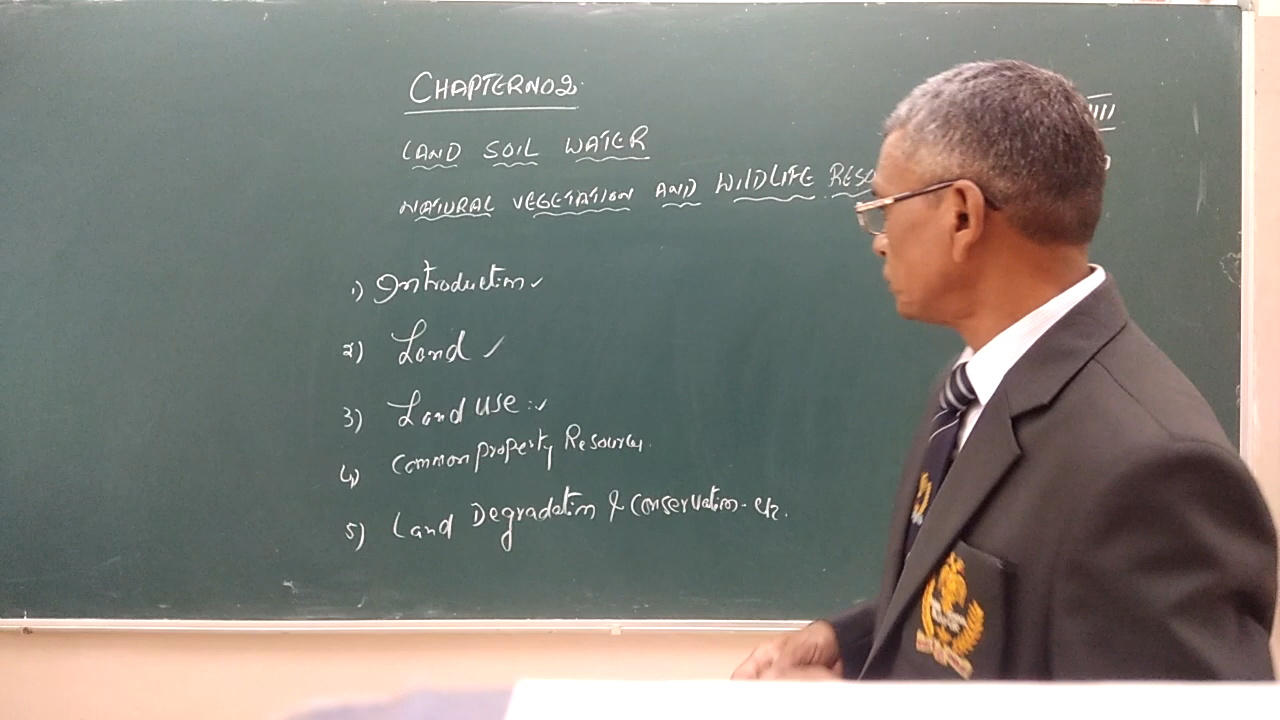 CHAPTERNO2.
LAND SOIL WATER
NATURAL VEGETATION AND WILDLIFE RESO
1) Introduction
2) Land
3) Land use :-
4) Common property Resources.
5) Land Degradation & conservation. etc.